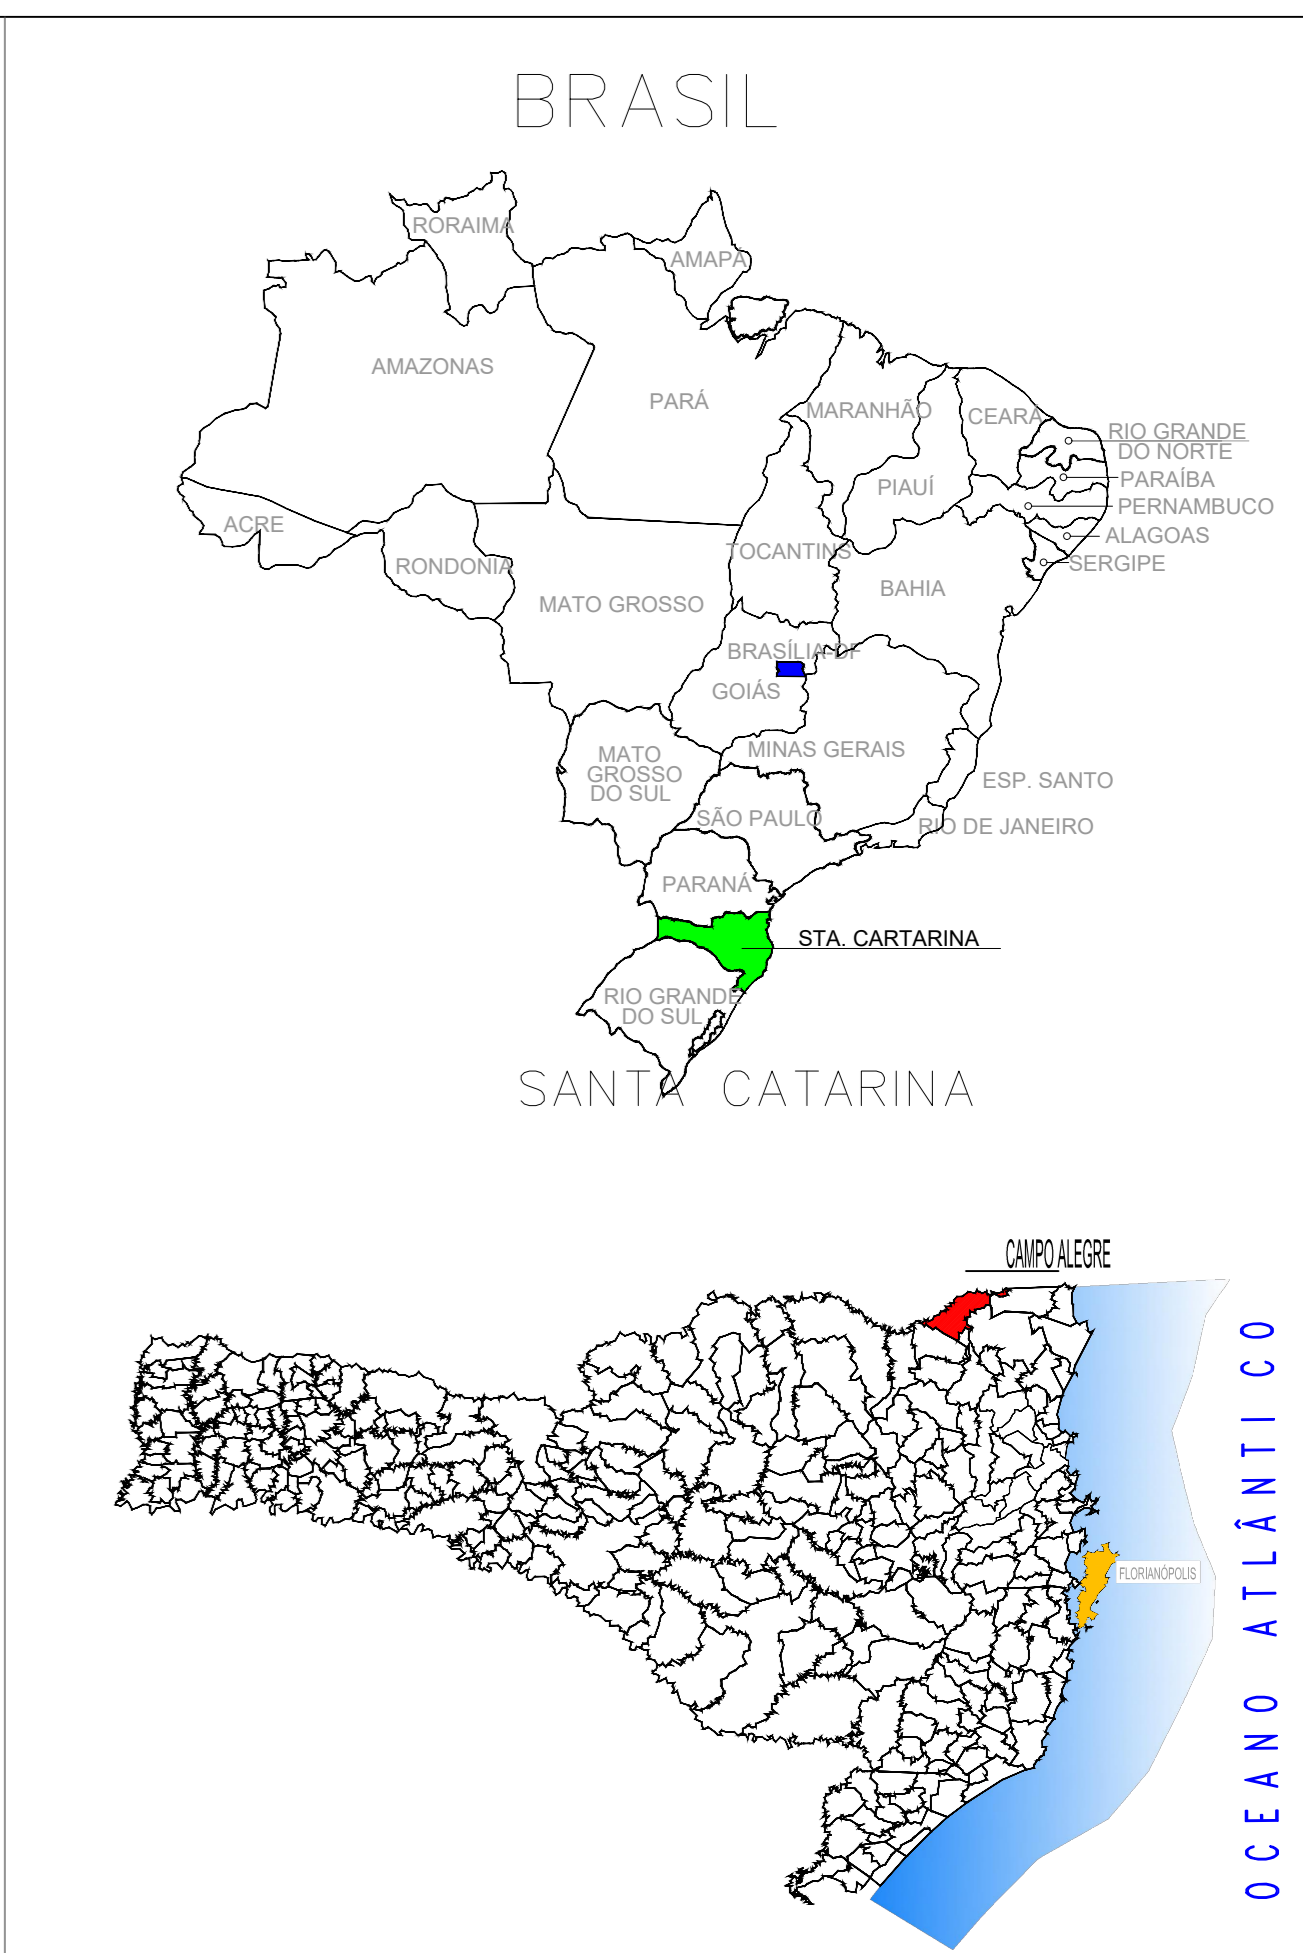 BRASIL
RORAIMA
AMAPÁ
AMAZONAS
PARÁ
MARANHÃO
CEARÁ
RIO GRANDE
DO NORTE
PIAUÍ
PARAÍBA
PERNAMBUCO
ACRE
ALAGOAS
RONDONIA
TOCANTINS
SERGIPE
BAHIA
MATO GROSSO
BRASÍLIA-DF
GOIÁS
MATO
GROSSO
DO SUL
MINAS GERAIS
ESP. SANTO
SÃO PAULO
RIO DE JANEIRO
PARANÁ
STA. CARTARINA
RIO GRANDE
DO SUL
SANTA CATARINA
CAMPO ALEGRE
FLORIANÓPOLIS
OCEANO ATLÂNTICO